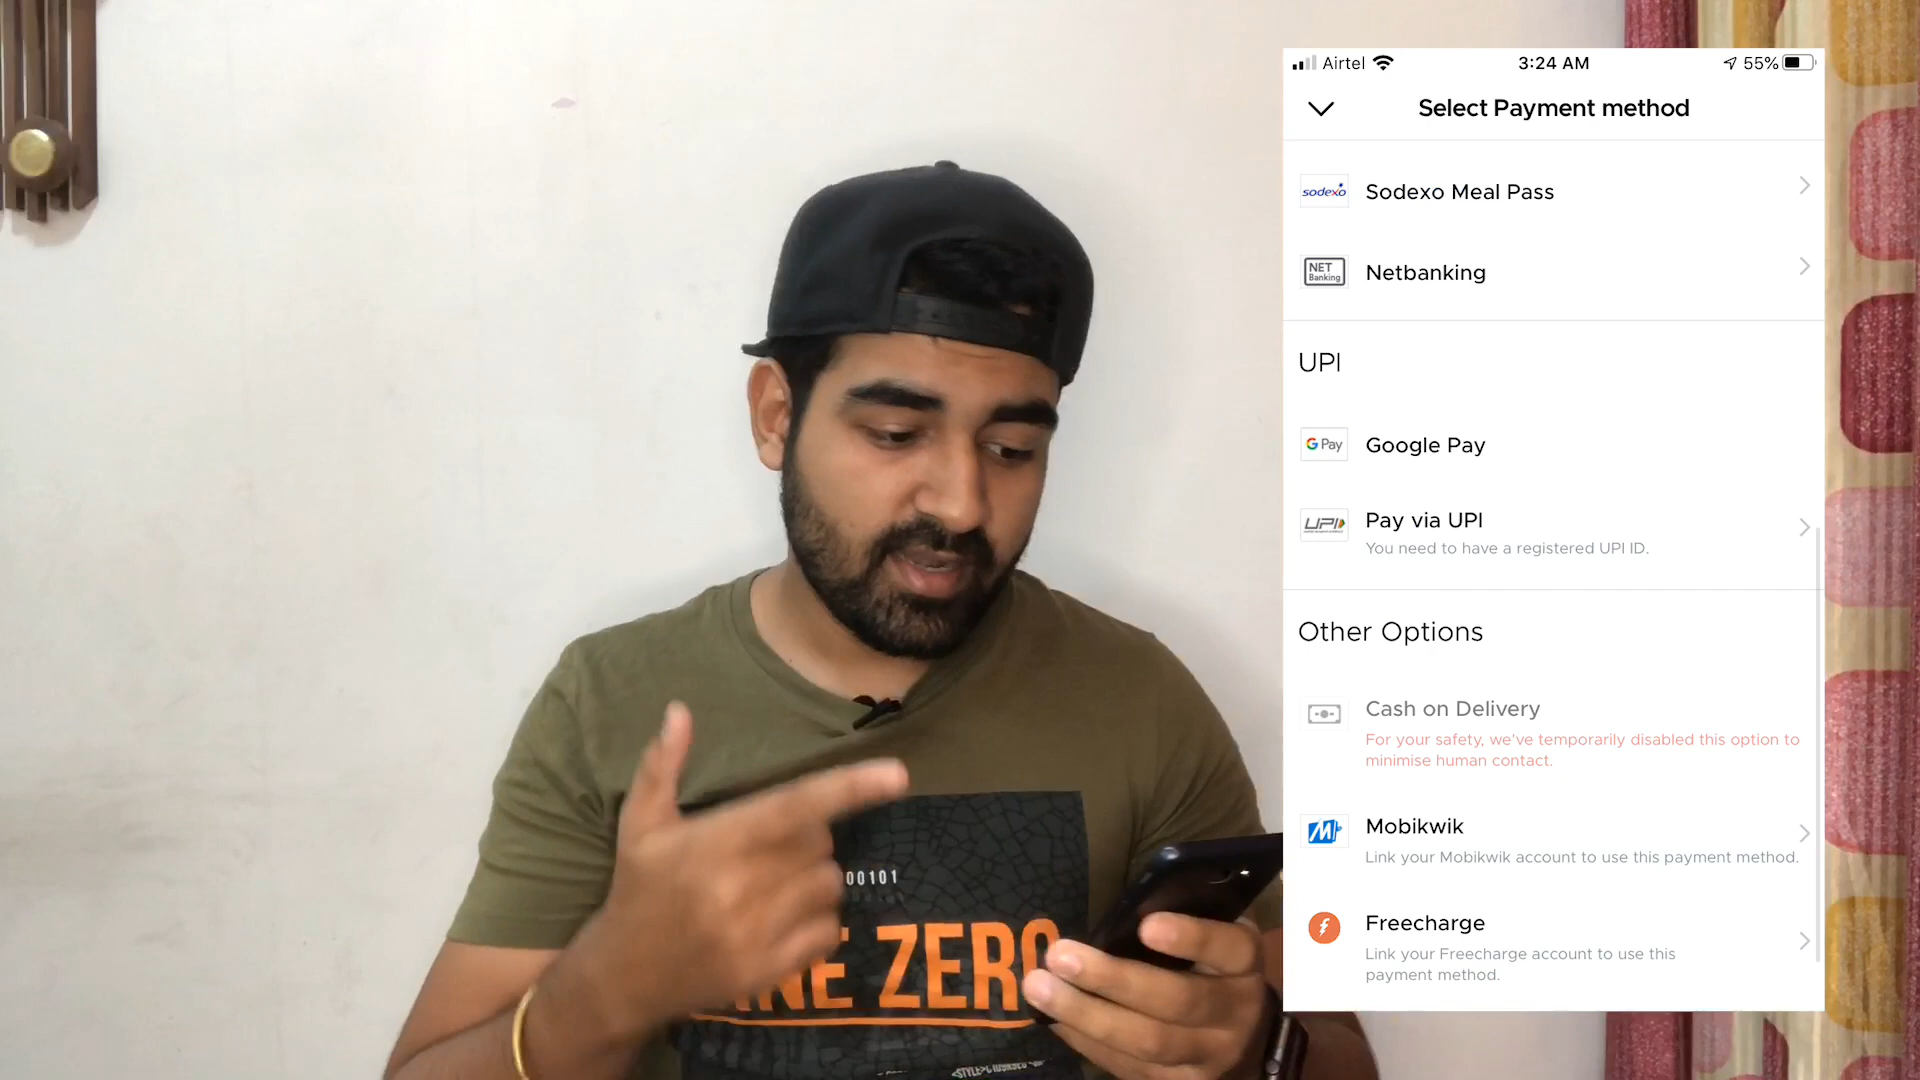 Airtel 3:24 AM 55%
Select Payment method
sodexo Sodexo Meal Pass
NET Banking Netbanking
UPI
G Pay Google Pay
UPI Pay via UPI
You need to have a registered UPI ID.
Other Options
Cash on Delivery
For your safety, we've temporarily disabled this option to
minimise human contact.
Mobikwik
Link your Mobikwik account to use this payment method.
Freecharge
Link your Freecharge account to use this
payment method.
00101
ZERO